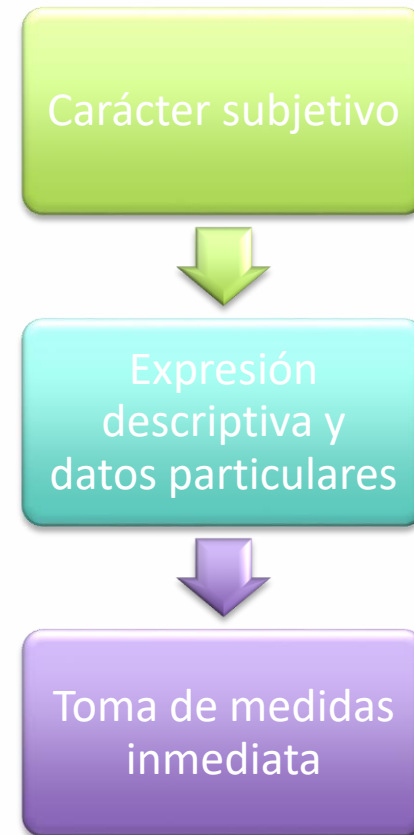 Carácter subjetivo
Expresión
descriptiva y
datos particulares
Toma de medidas
inmediata